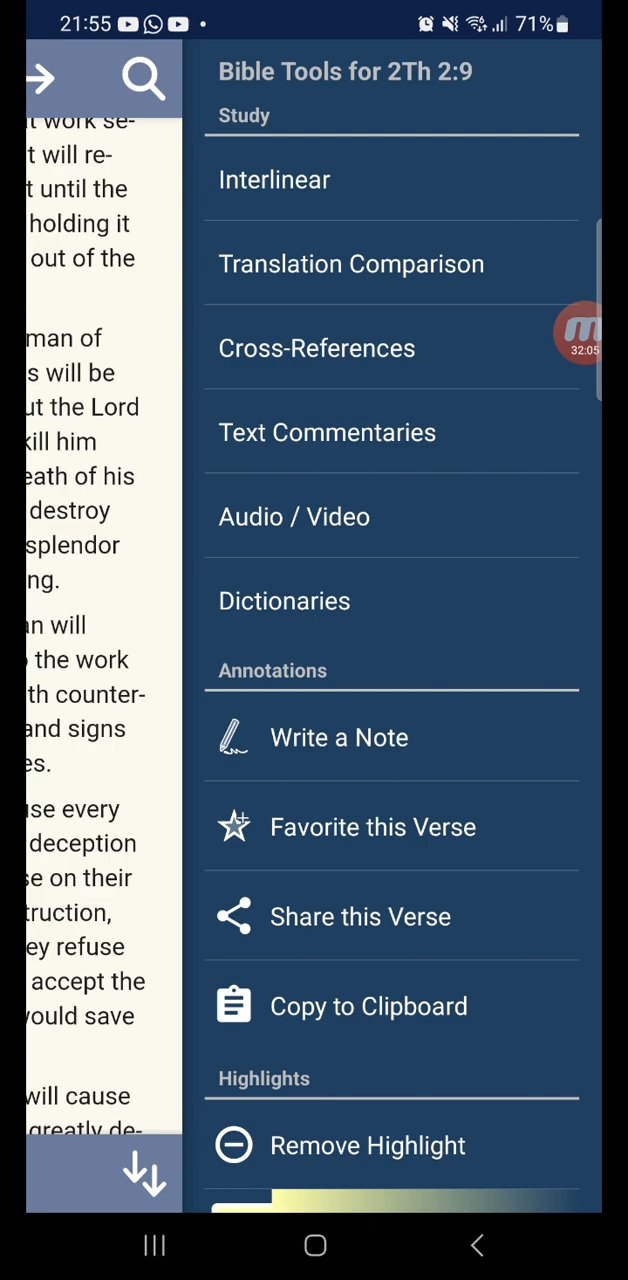 21:55
71%
Bible Tools for 2Th 2:9
Study
Interlinear
Translation Comparison
Cross-References
Text Commentaries
Audio / Video
Dictionaries
Annotations
Write a Note
Favorite this Verse
Share this Verse
Copy to Clipboard
Highlights
Remove Highlight
32:05
work se-
t will re-
t until the
holding it
out of the
man of
s will be
ut the Lord
kill him
eath of his
destroy
splendor
ng.
an will
the work
th counter-
and signs
es.
use every
deception
se on their
truction,
ey refuse
accept the
would save
will cause
greatly de-